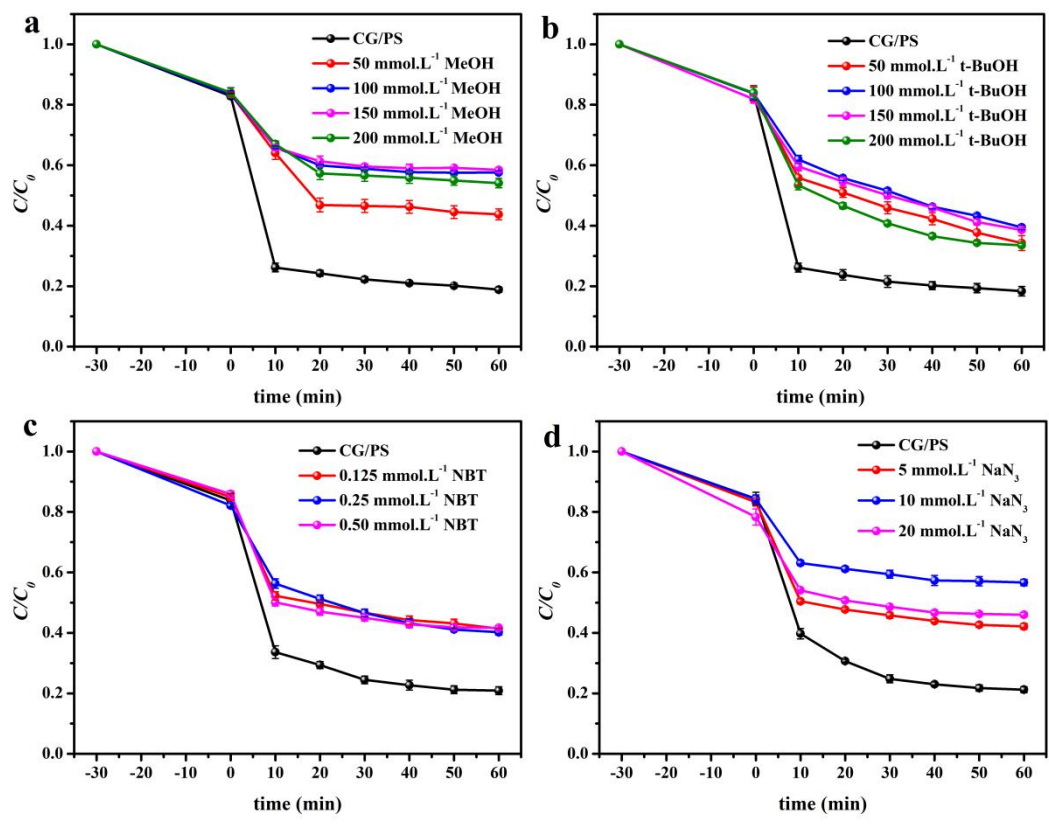 a
CG/PS
50 mmol.L⁻¹ MeOH
100 mmol.L⁻¹ MeOH
150 mmol.L⁻¹ MeOH
200 mmol.L⁻¹ MeOH
1.0
0.8
0.6
0.4
0.2
0.0
C/C₀
-30 -20 -10 0 10 20 30 40 50 60
time (min)
b
CG/PS
50 mmol.L⁻¹ t-BuOH
100 mmol.L⁻¹ t-BuOH
150 mmol.L⁻¹ t-BuOH
200 mmol.L⁻¹ t-BuOH
1.0
0.8
0.6
0.4
0.2
0.0
C/C₀
-30 -20 -10 0 10 20 30 40 50 60
time (min)
c
CG/PS
0.125 mmol.L⁻¹ NBT
0.25 mmol.L⁻¹ NBT
0.50 mmol.L⁻¹ NBT
1.0
0.8
0.6
0.4
0.2
0.0
C/C₀
-30 -20 -10 0 10 20 30 40 50 60
time (min)
d
CG/PS
5 mmol.L⁻¹ NaN₃
10 mmol.L⁻¹ NaN₃
20 mmol.L⁻¹ NaN₃
1.0
0.8
0.6
0.4
0.2
0.0
C/C₀
-30 -20 -10 0 10 20 30 40 50 60
time (min)